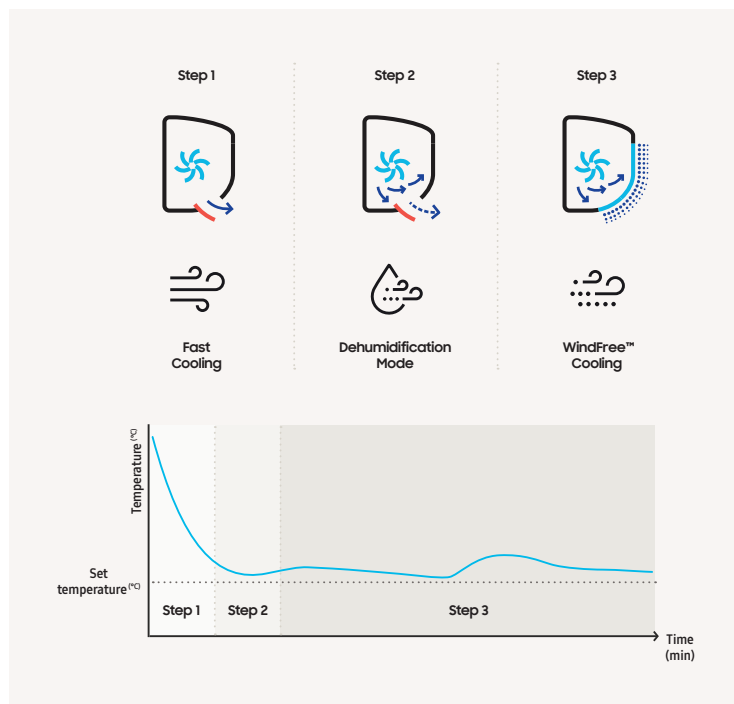 Step 1
Step 2
Step 3
Fast
Cooling
Dehumidification
Mode
WindFree™
Cooling
Temperature (°C)
Set
temperature(°C)
Step 1
Step 2
Step 3
Time
(min)